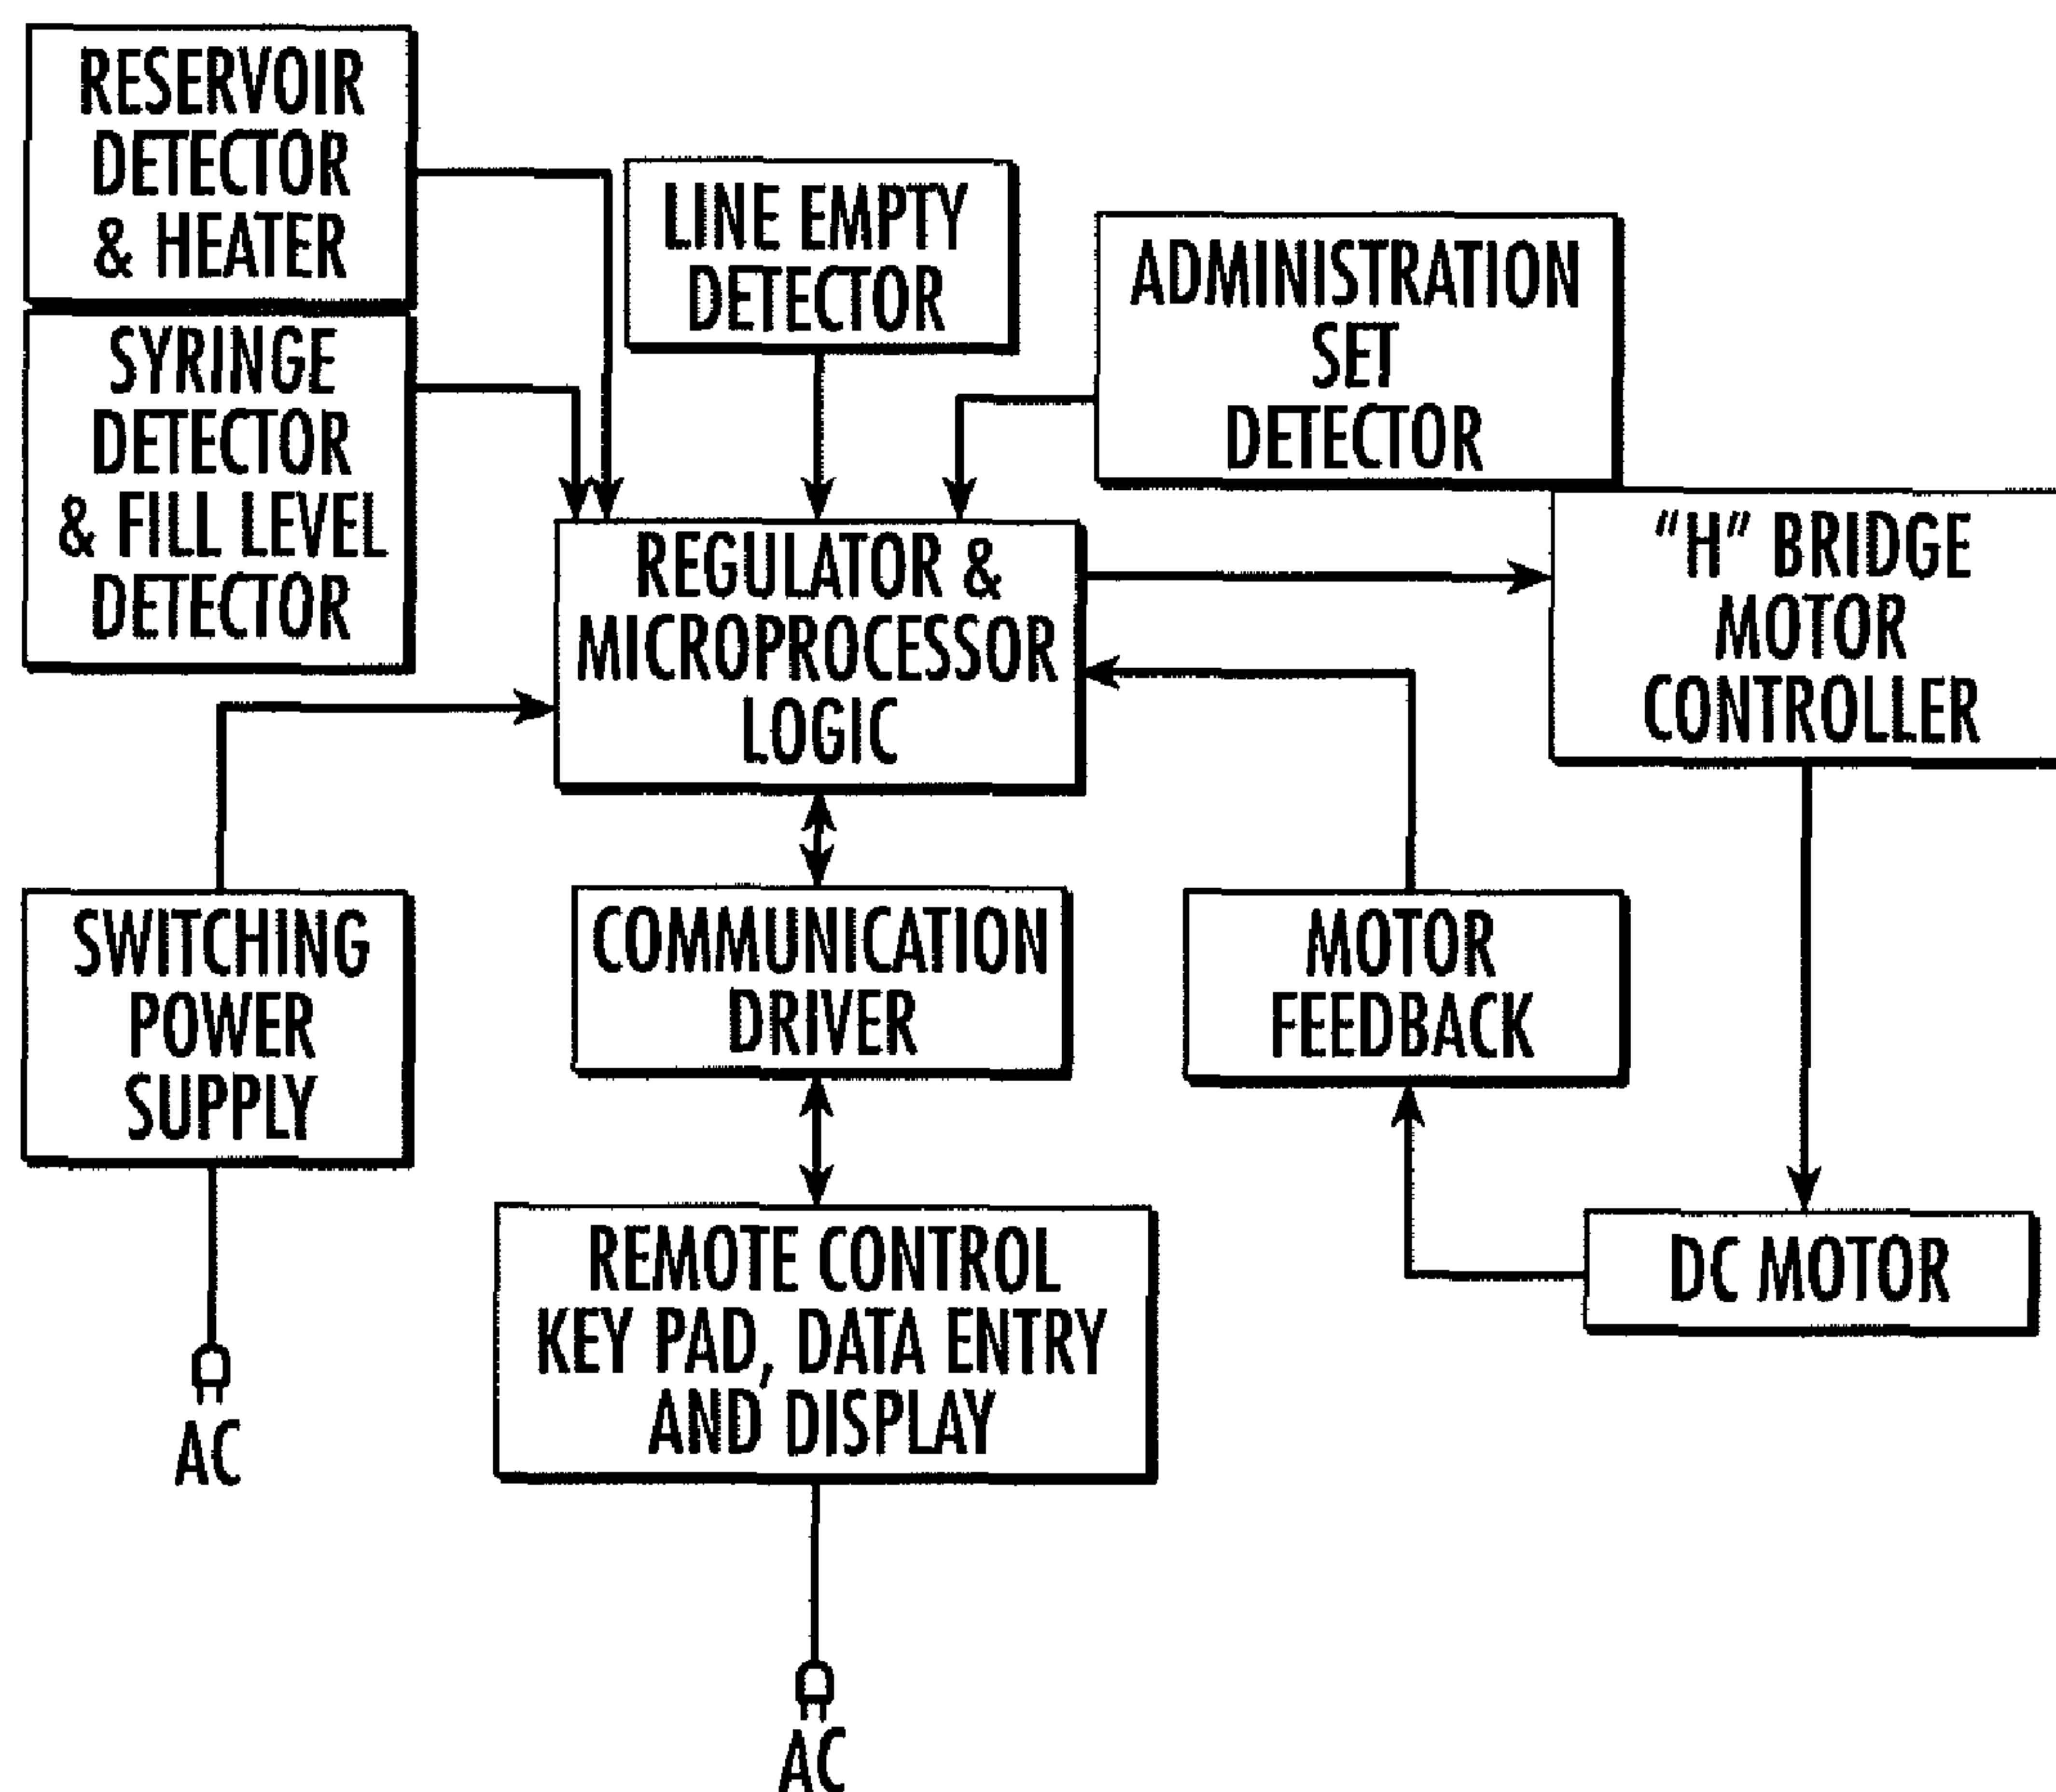 RESERVOIR
DETECTOR
& HEATER
SYRINGE
DETECTOR
& FILL LEVEL
DETECTOR
LINE EMPTY
DETECTOR
ADMINISTRATION
SET
DETECTOR
REGULATOR &
MICROPROCESSOR
LOGIC
"H" BRIDGE
MOTOR
CONTROLLER
SWITCHING
POWER
SUPPLY
COMMUNICATION
DRIVER
MOTOR
FEEDBACK
REMOTE CONTROL
KEY PAD, DATA ENTRY
AND DISPLAY
DC MOTOR
AC
AC